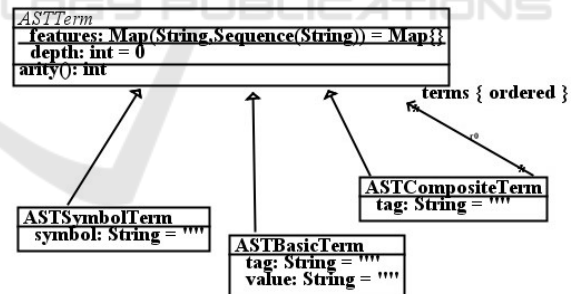 ASTTerm
features: Map(String,Sequence(String)) = Map{}
depth: int = 0
arity(): int
terms { ordered }
*
r0
*
ASTCompositeTerm
tag: String = ""
ASTSymbolTerm
symbol: String = ""
ASTBasicTerm
tag: String = ""
value: String = ""